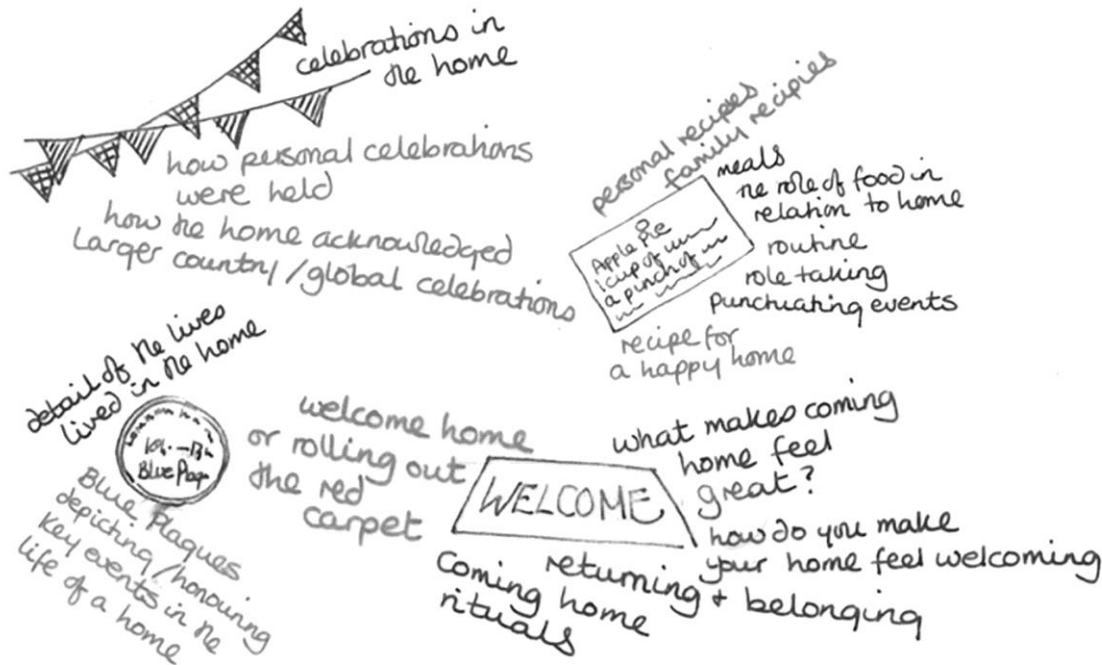 celebrations in
the home
how personal celebrations
were held
how the home acknowledged
larger country/global celebrations
personal recipies
family recipies
meals
the role of food in
relation to home
routine
role taking
punctuating events
Apple Pie
1 cup of
a pinch of
recipe for
a happy home
detail of the lives
lived in the home
Blue Plaq
Blue Plaques
depicting/honouring
key events in the
life of a home
welcome home
or rolling out
the red
carpet
WELCOME
what makes coming
home feel
great?
how do you make
your home feel welcoming
returning + belonging
Coming home
rituals